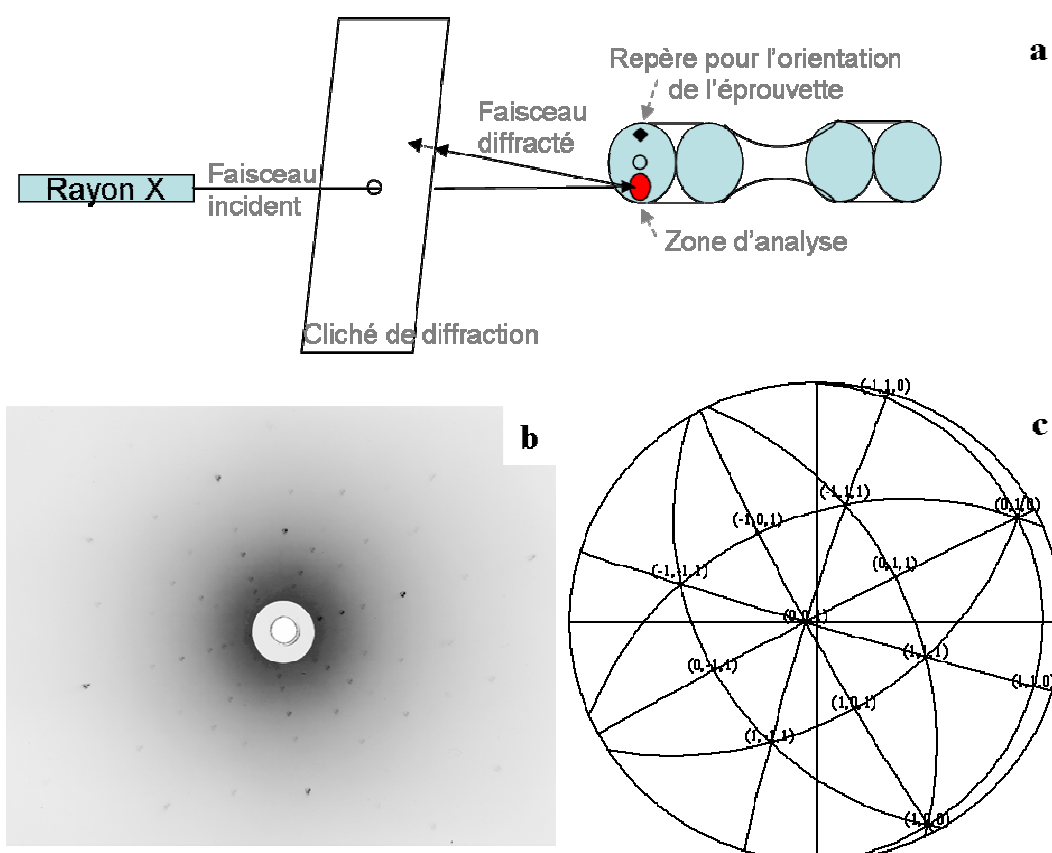 a
Repère pour l'orientation
de l'éprouvette
Faisceau
diffracté
Rayon X
Faisceau
incident
Zone d'analyse
Cliché de diffraction
b
c
(-1,1,0)
(-1,1,1)
(0,1,0)
(-1,0,1)
(0,1,1)
(-1,-1,1)
(0,0,1)
(1,1,1)
(0,-1,1)
(1,1,0)
(1,0,1)
(1,-1,1)
(1,0,0)